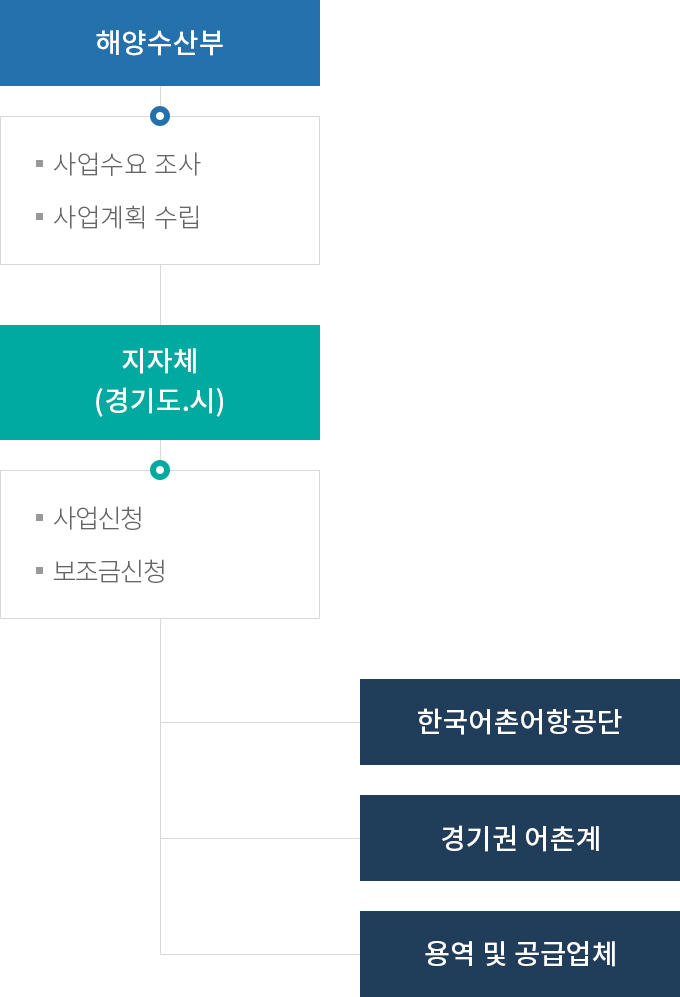 해양수산부
사업수요 조사
사업계획 수립
지자체
(경기도.시)
사업신청
보조금신청
한국어촌어항공단
경기권 어촌계
용역 및 공급업체